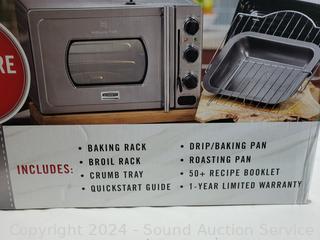 RE
INCLUDES:
• BAKING RACK
• BROIL RACK
• CRUMB TRAY
• QUICKSTART GUIDE
• DRIP/BAKING PAN
• ROASTING PAN
• 50+ RECIPE BOOKLET
• 1-YEAR LIMITED WARRANTY
© Copyright 2024 - Sound Auction Service